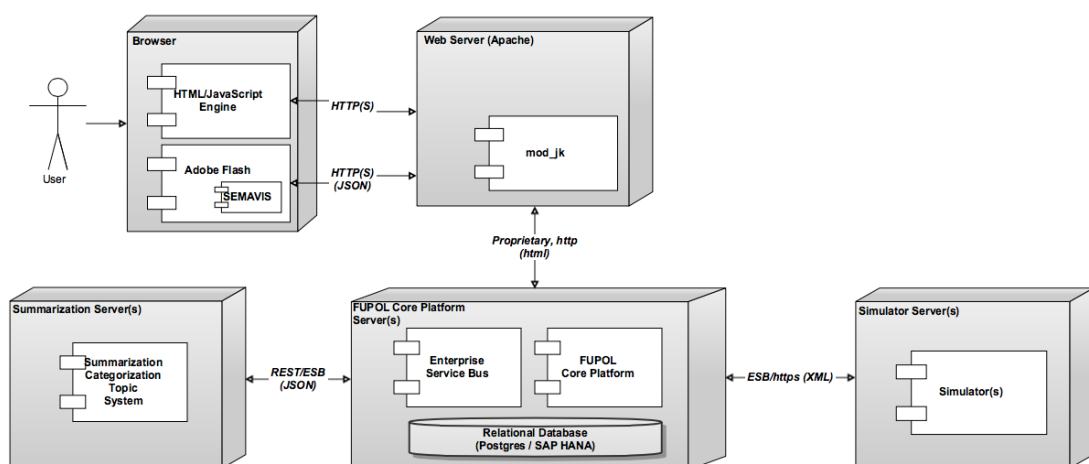 Browser
Web Server (Apache)
HTML/JavaScript
Engine
HTTP(S)
mod_jk
Adobe Flash
SEMAVIS
HTTP(S)
(JSON)
User
Proprietary, http
(html)
Summarization Server(s)
FUPOL Core Platform
Server(s)
Simulator Server(s)
Summarization
Categorization
Topic
System
REST/ESB
(JSON)
Enterprise
Service Bus
FUPOL
Core Platform
ESB/https (XML)
Simulator(s)
Relational Database
(Postgres / SAP HANA)